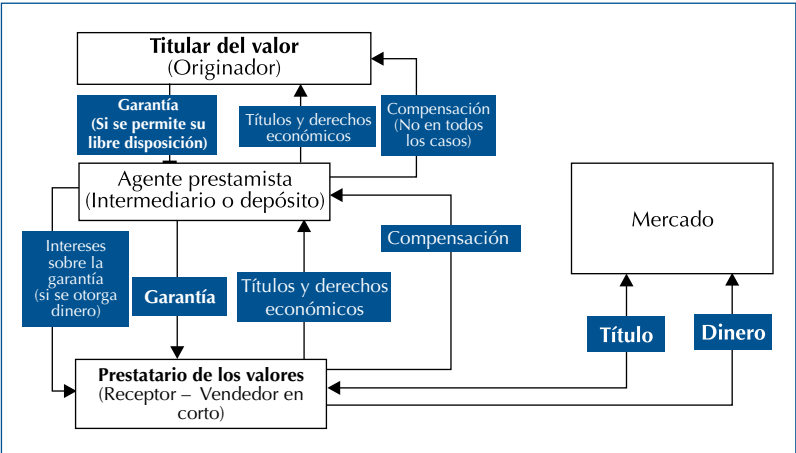 Titular del valor
(Originador)
Garantía
(Si se permite su
libre disposición)
Títulos y derechos
económicos
Compensación
(No en todos
los casos)
Agente prestamista
(Intermediario o depósito)
Mercado
Intereses
sobre la
garantía
(si se otorga
dinero)
Garantía
Títulos y derechos
económicos
Compensación
Título
Dinero
Prestatario de los valores
(Receptor – Vendedor en
corto)